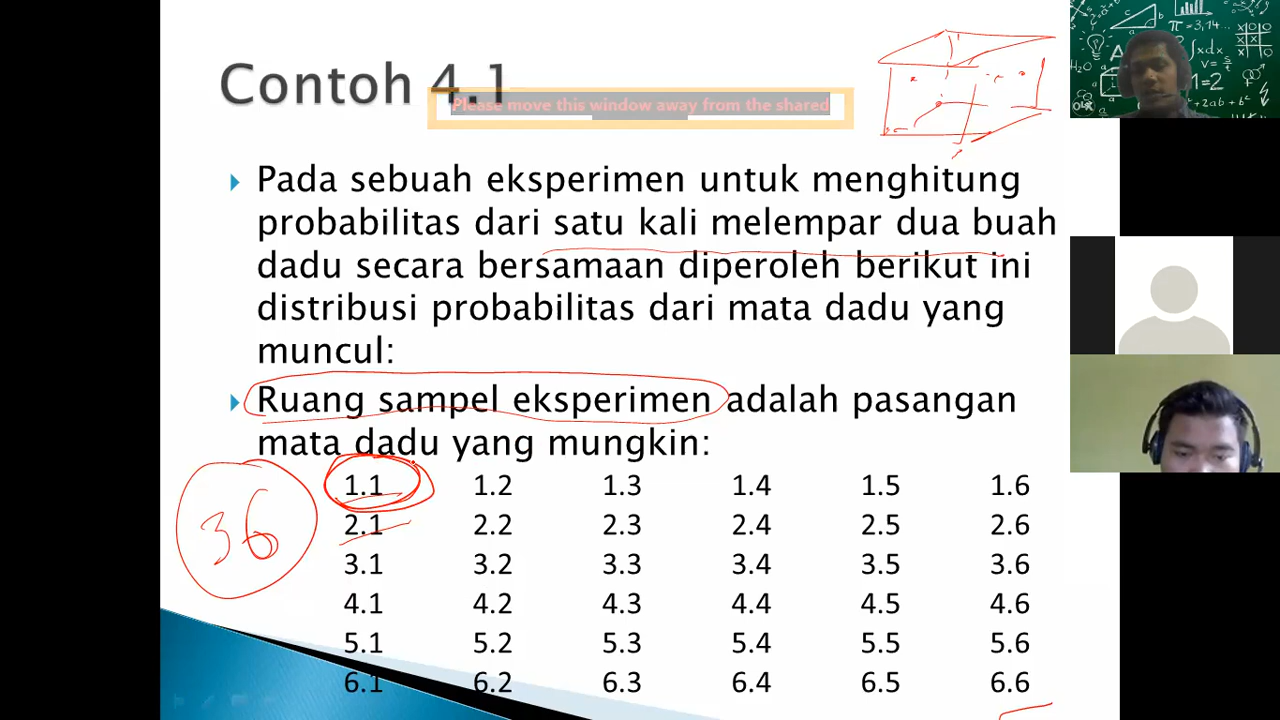 Contoh 4.1
Please move this window away from the shared
Pada sebuah eksperimen untuk menghitung
probabilitas dari satu kali melempar dua buah
dadu secara bersamaan diperoleh berikut ini
distribusi probabilitas dari mata dadu yang
muncul:
Ruang sampel eksperimen adalah pasangan
mata dadu yang mungkin:
1.1 1.2 1.3 1.4 1.5 1.6
2.1 2.2 2.3 2.4 2.5 2.6
36
3.1 3.2 3.3 3.4 3.5 3.6
4.1 4.2 4.3 4.4 4.5 4.6
5.1 5.2 5.3 5.4 5.5 5.6
6.1 6.2 6.3 6.4 6.5 6.6